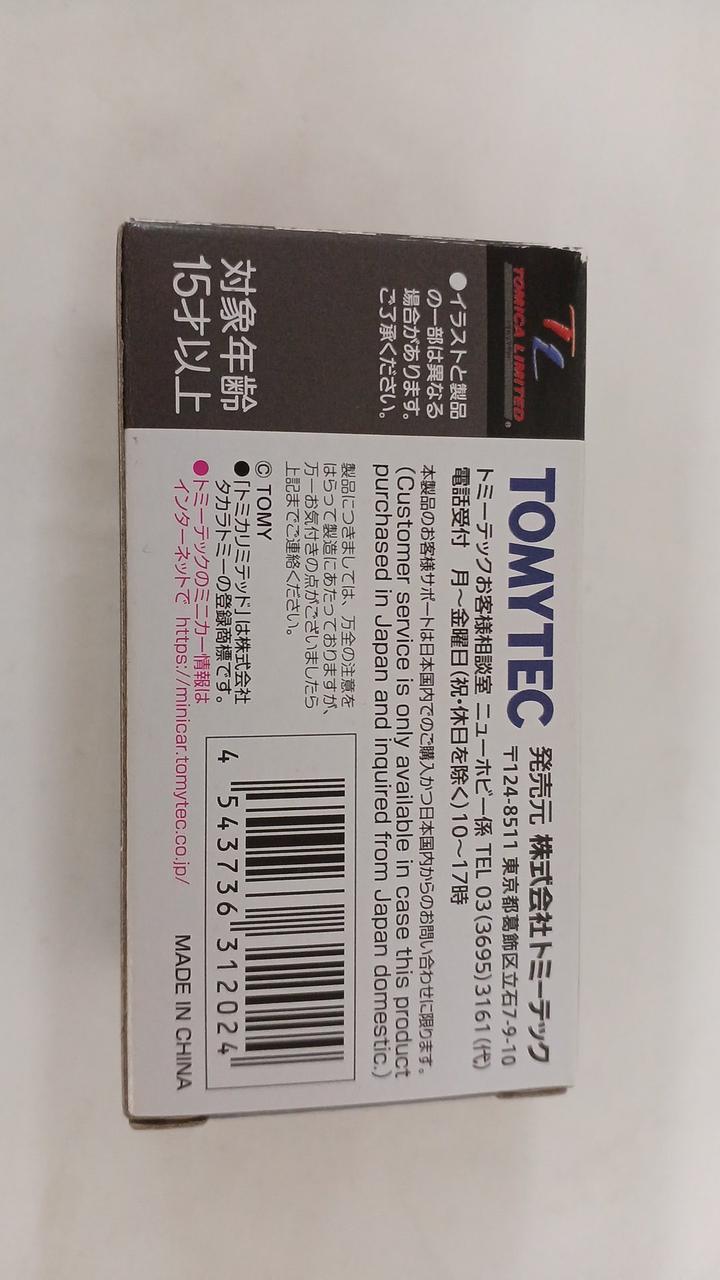 TL
TOMICA LIMITED
®
●イラストと製品
の一部は異なる
場合があります。
ご了承ください。
対象年齢
15才以上
TOMYTEC 発売元 株式会社トミーテック
〒124-8511 東京都葛飾区立石7-9-10
トミーテックお客様相談室 ニューホビー係 TEL 03(3695)3161(代)
電話受付 月～金曜日(祝・休日を除く)10～17時
本製品のお客様サポートは日本国内でのご購入かつ日本国内からのお問い合わせに限ります。
(Customer service is only available in case this product
purchased in Japan and inquired from Japan domestic.)
製品につきましては、万全の注意を
はらって製造にあたっておりますが、
万一お気付きの点がございましたら
上記までご連絡ください。
© TOMY
●「トミカリミテッド」は株式会社
タカラトミーの登録商標です。
●トミーテックのミニカー情報は
インターネットで https://minicar.tomytec.co.jp/
4 543736 312024
MADE IN CHINA